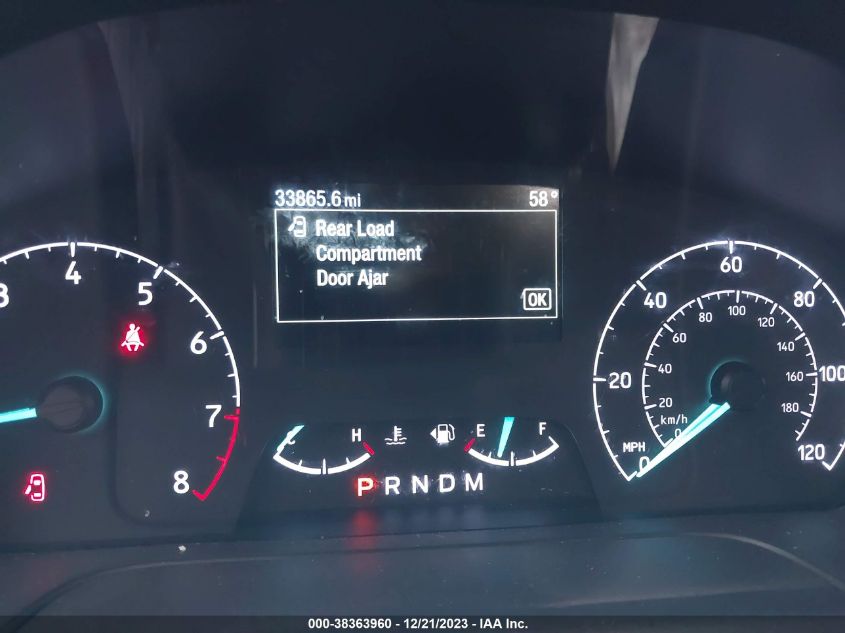 33865.6 mi 58°
Rear Load
Compartment
Door Ajar
OK
3 4 5 6 7 8
C H
E F
P R N D M
0 20 40 60 80 100 120
MPH
km/h
0 20 40 60 80 100 120 140 160 180
000-38363960 - 12/21/2023 - IAA Inc.